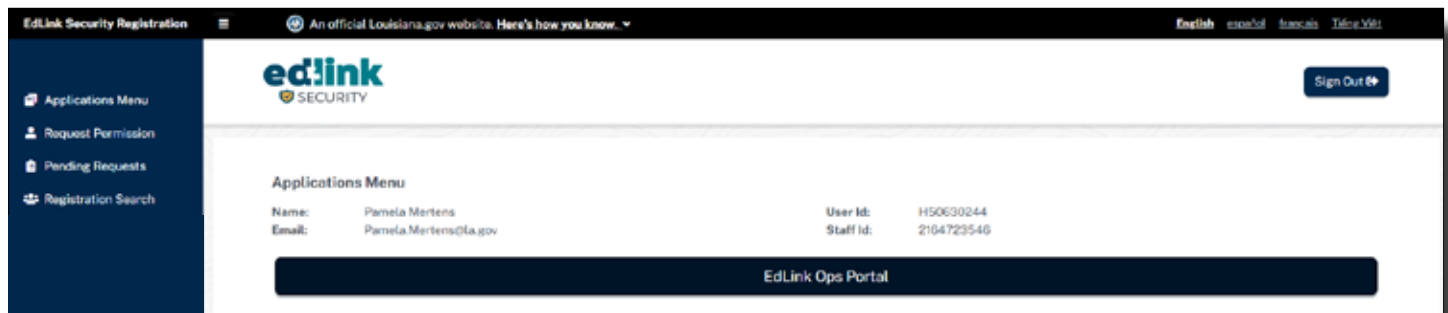 EdLink Security Registration
An official Louisiana.gov website. Here's how you know.
English español français Tiếng Việt
edlink
SECURITY
Sign Out
Applications Menu
Request Permission
Pending Requests
Registration Search
Applications Menu
Name: Pamela Mertens User Id: H50630244
Email: Pamela.Mertens@la.gov Staff Id: 2164723546
EdLink Ops Portal